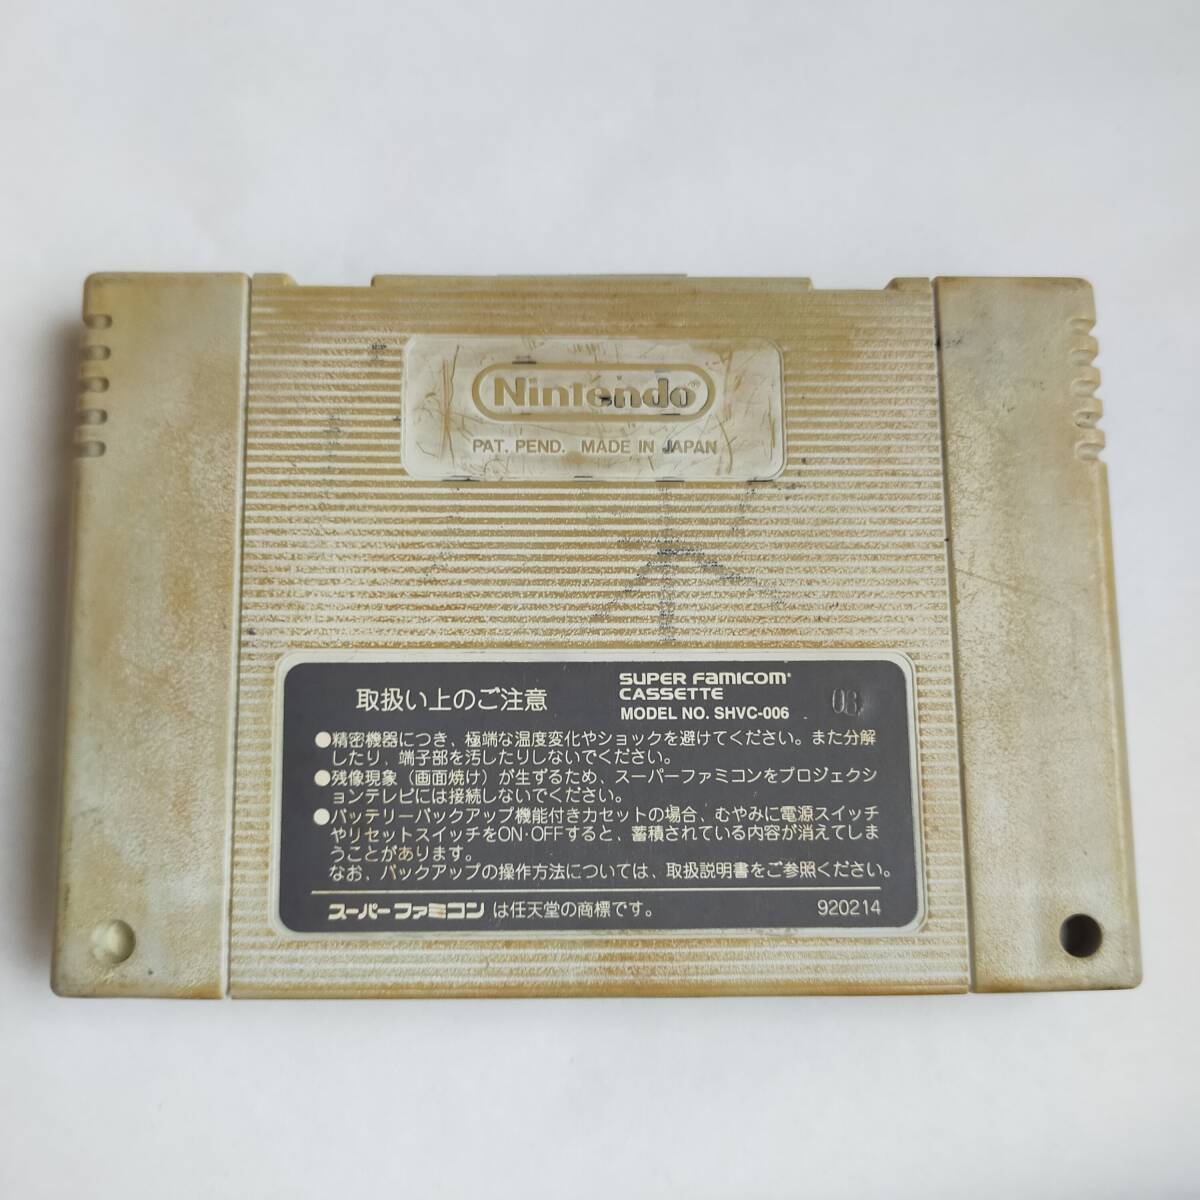 Nintendo®
PAT. PEND. MADE IN JAPAN
取扱い上のご注意
SUPER FAMICOM®
CASSETTE
MODEL NO. SHVC-006
●精密機器につき、極端な温度変化やショックを避けてください。また分解
したり、端子部を汚したりしないでください。
●残像現象（画面焼け）が生ずるため、スーパーファミコンをプロジェクシ
ョンテレビには接続しないでください。
●バッテリーバックアップ機能付きカセットの場合、むやみに電源スイッチ
やリセットスイッチをON・OFFすると、蓄積されている内容が消えてしま
うことがあります。
なお、バックアップの操作方法については、取扱説明書をご参照ください。
スーパーファミコン は任天堂の商標です。 920214